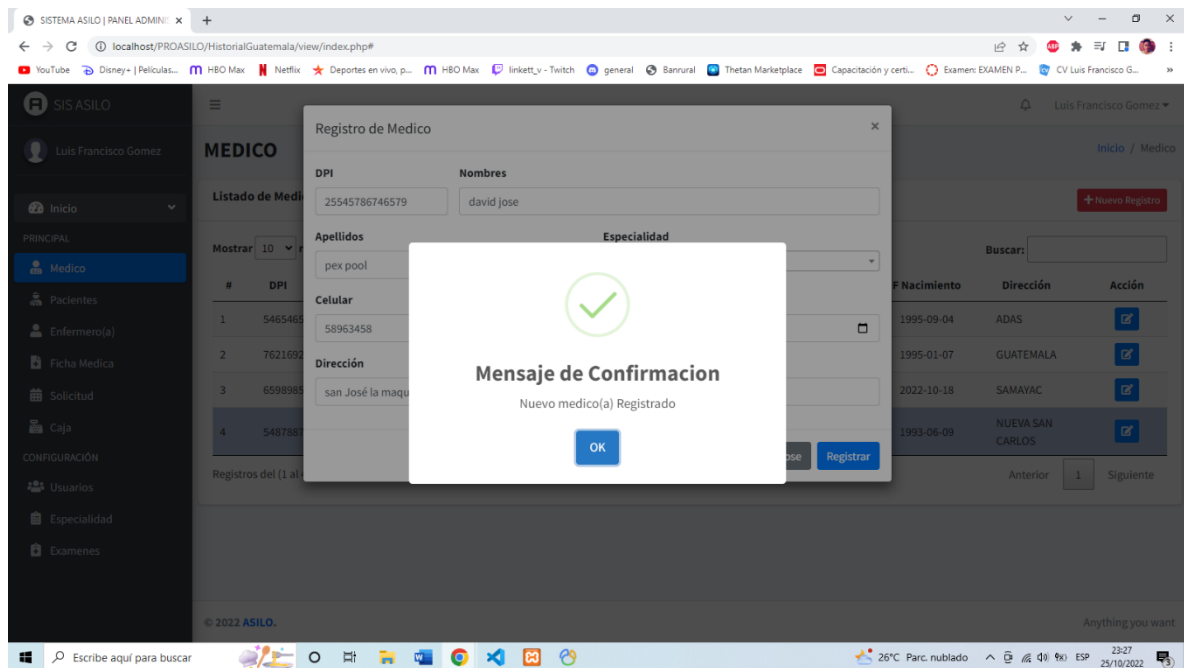 SISTEMA ASILO | PANEL ADMINIS
localhost/PROASILO/HistorialGuatemala/view/index.php#
YouTube Disney+ | Películas... HBO Max Netflix Deportes en vivo, p... HBO Max linkett_v - Twitch general Banrural Thetan Marketplace Capacitación y certi... Examen: EXAMEN P... CV Luis Francisco G... »
SIS ASILO
Luis Francisco Gomez
Registro de Medico ×
Luis Francisco Gomez
MEDICO
Inicio / Medico
DPI Nombres
Listado de Medi
25545786746579 david jose
+Nuevo Registro
Inicio
PRINCIPAL
Apellidos Especialidad
Mostrar 10 r
Buscar:
Medico
pex pool
# DPI
F Nacimiento Dirección Acción
Pacientes
Celular
1 5465465
1995-09-04 ADAS
58963458
Enfermero(a)
2 7621692
1995-01-07 GUATEMALA
Ficha Medica
Dirección
Mensaje de Confirmacion
Solicitud
3 6598985
san José la maqu
2022-10-18 SAMAYAC
Nuevo medico(a) Registrado
Caja
4 5487887
1993-06-09 NUEVA SAN
CARLOS
OK
CONFIGURACIÓN
ose Registrar
Registros del (1 al
Anterior 1 Siguiente
Usuarios
Especialidad
Examenes
© 2022 ASILO.
Anything you want
Escribe aquí para buscar
26°C Parc. nublado ESP
23:27
25/10/2022
3